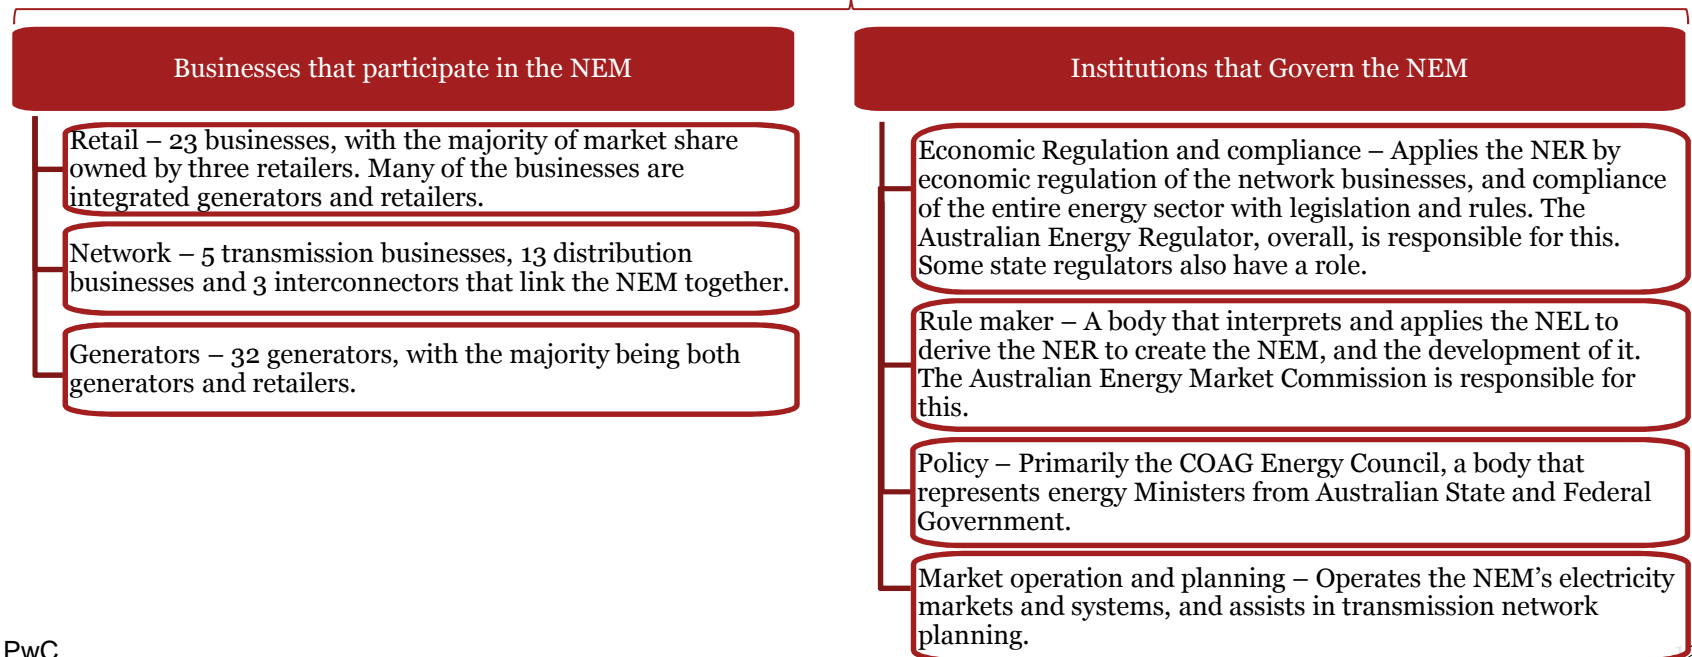 Businesses that participate in the NEM
Retail – 23 businesses, with the majority of market share
owned by three retailers. Many of the businesses are
integrated generators and retailers.
Network – 5 transmission businesses, 13 distribution
businesses and 3 interconnectors that link the NEM together.
Generators – 32 generators, with the majority being both
generators and retailers.
Institutions that Govern the NEM
Economic Regulation and compliance – Applies the NER by
economic regulation of the network businesses, and compliance
of the entire energy sector with legislation and rules. The
Australian Energy Regulator, overall, is responsible for this.
Some state regulators also have a role.
Rule maker – A body that interprets and applies the NEL to
derive the NER to create the NEM, and the development of it.
The Australian Energy Market Commission is responsible for
this.
Policy – Primarily the COAG Energy Council, a body that
represents energy Ministers from Australian State and Federal
Government.
Market operation and planning – Operates the NEM’s electricity
markets and systems, and assists in transmission network
planning.
PwC